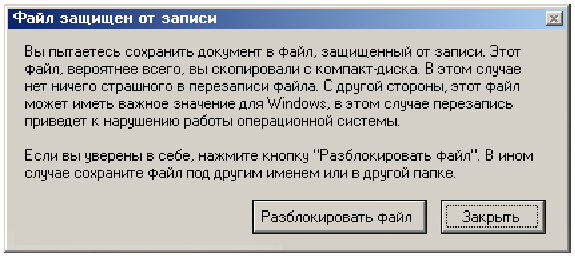 Файл защищен от записи
Вы пытаетесь сохранить документ в файл, защищенный от записи. Этот
файл, вероятнее всего, вы скопировали с компакт-диска. В этом случае
нет ничего страшного в перезаписи файла. С другой стороны, этот файл
может иметь важное значение для Windows, в этом случае перезапись
приведет к нарушению работы операционной системы.
Если вы уверены в себе, нажмите кнопку "Разблокировать файл". В ином
случае сохраните файл под другим именем или в другой папке.
Разблокировать файл Закрыть